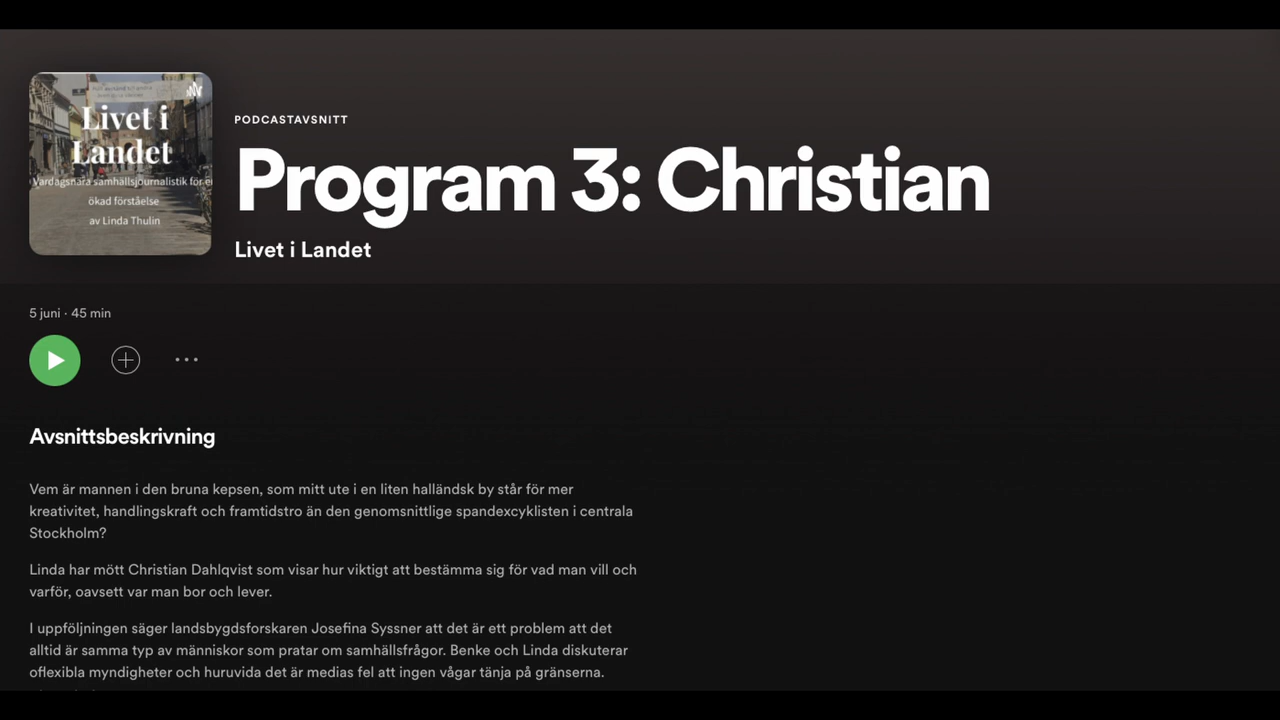 Livet i
Landet
Vardagsnära samhällsjournalistik för e
ökad förståelse
av Linda Thulin
PODCASTAVSNITT
Program 3: Christian
Livet i Landet
5 juni · 45 min
Avsnittsbeskrivning
Vem är mannen i den bruna kepsen, som mitt ute i en liten halländsk by står för mer
kreativitet, handlingskraft och framtidstro än den genomsnittlige spandexcyklisten i centrala
Stockholm?
Linda har mött Christian Dahlqvist som visar hur viktigt att bestämma sig för vad man vill och
varför, oavsett var man bor och lever.
I uppföljningen säger landsbygdsforskaren Josefina Syssner att det är ett problem att det
alltid är samma typ av människor som pratar om samhällsfrågor. Benke och Linda diskuterar
oflexibla myndigheter och huruvida det är medias fel att ingen vågar tänja på gränserna.